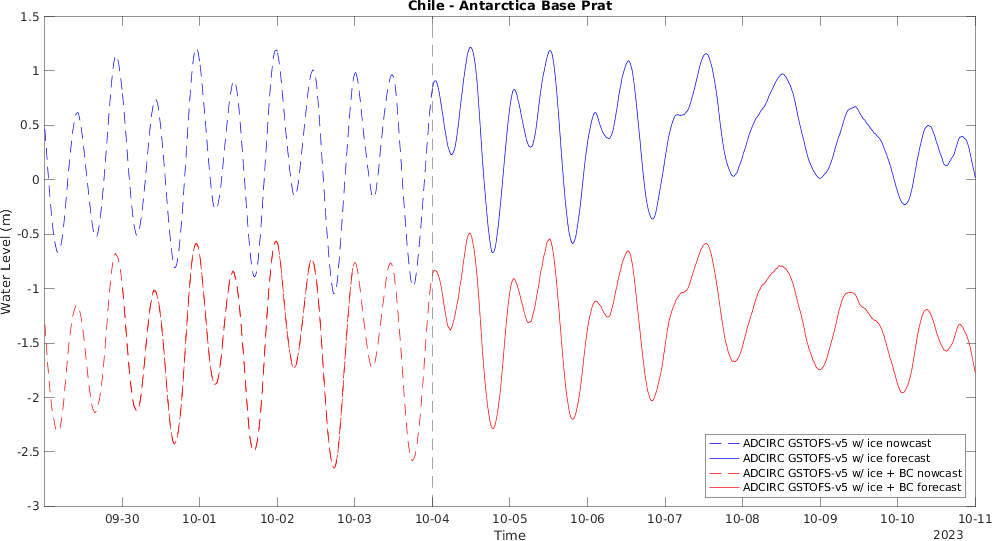 Chile - Antarctica Base Prat
1.5
1
0.5
0
-0.5
-1
-1.5
-2
-2.5
-3
Water Level (m)
ADCIRC GSTOFS-v5 w/ ice nowcast
ADCIRC GSTOFS-v5 w/ ice forecast
ADCIRC GSTOFS-v5 w/ ice + BC nowcast
ADCIRC GSTOFS-v5 w/ ice + BC forecast
09-30 10-01 10-02 10-03 10-04 10-05 10-06 10-07 10-08 10-09 10-10 10-11
Time
2023